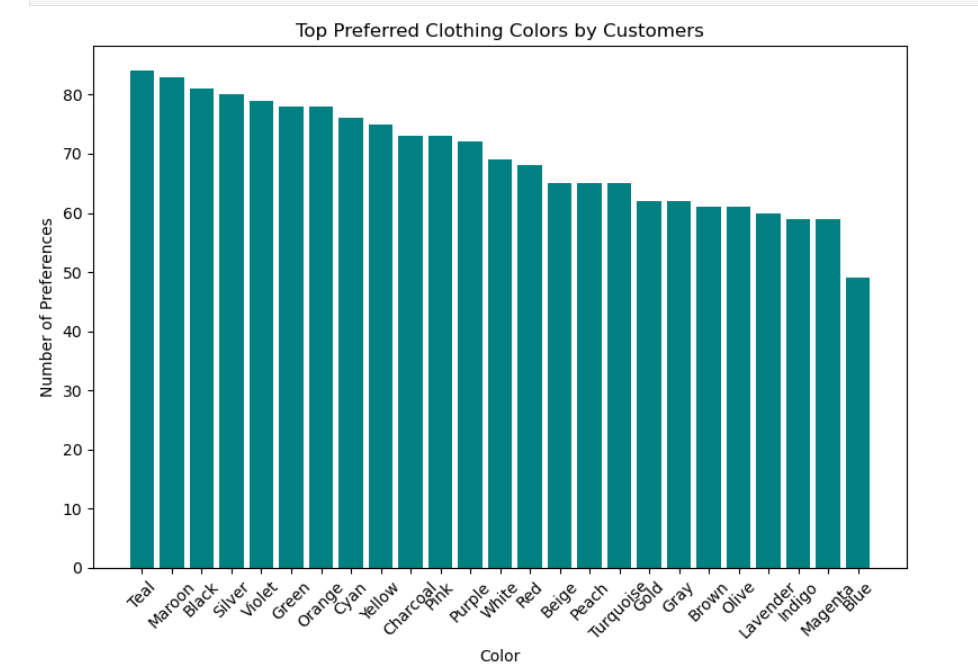 Top Preferred Clothing Colors by Customers
Number of Preferences
80
70
60
50
40
30
20
10
0
Teal
Maroon
Black
Silver
Violet
Green
Orange
Cyan
Yellow
Charcoal
Pink
Purple
White
Red
Beige
Peach
Turquoise
Gold
Gray
Brown
Olive
Lavender
Indigo
Magenta
Blue
Color